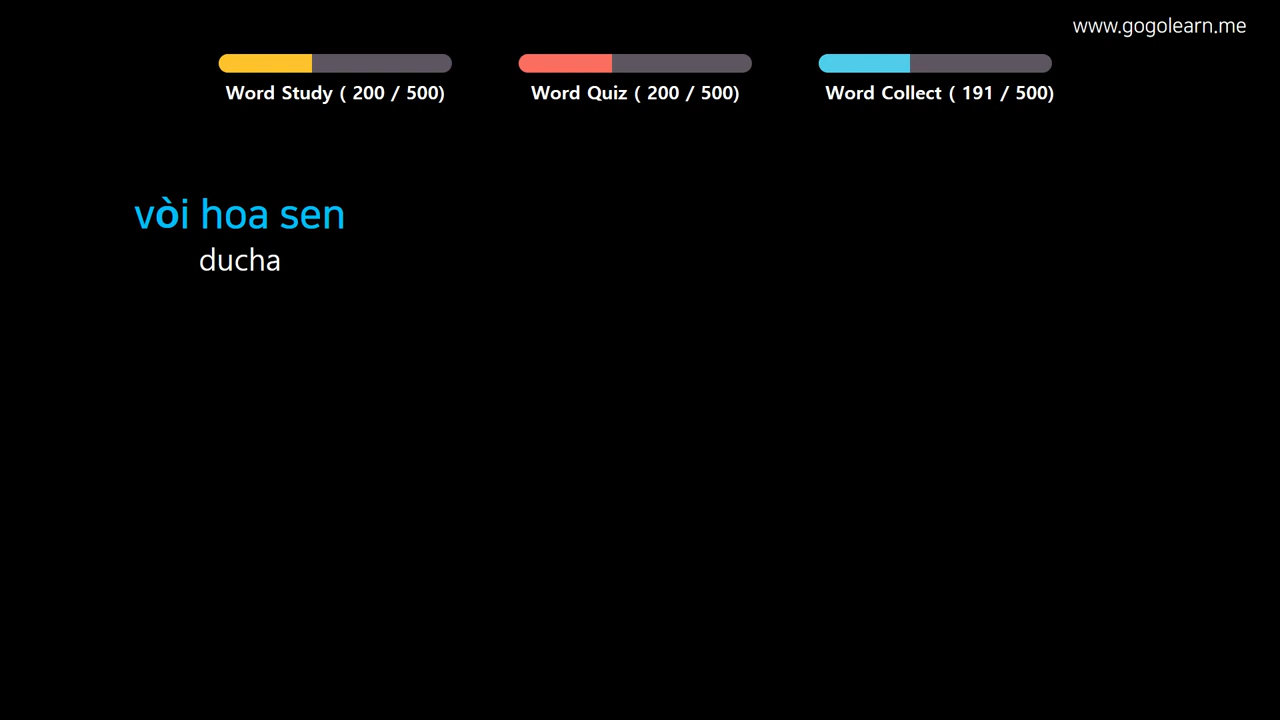 www.gogolearn.me
Word Study ( 200 / 500)
Word Quiz ( 200 / 500)
Word Collect ( 191 / 500)
vòi hoa sen
ducha